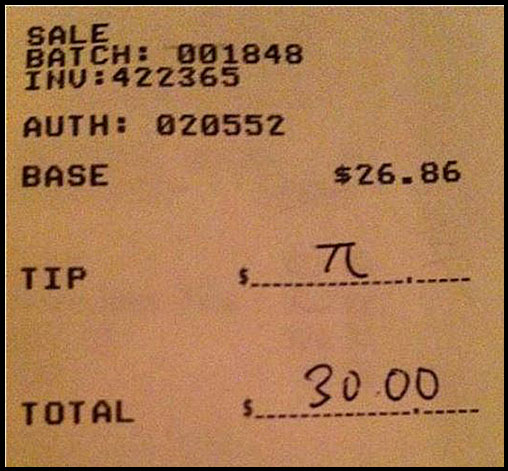 SALE
BATCH: 001848
INV:422365
AUTH: 020552
BASE $26.86
TIP $ π
TOTAL $ 30.00